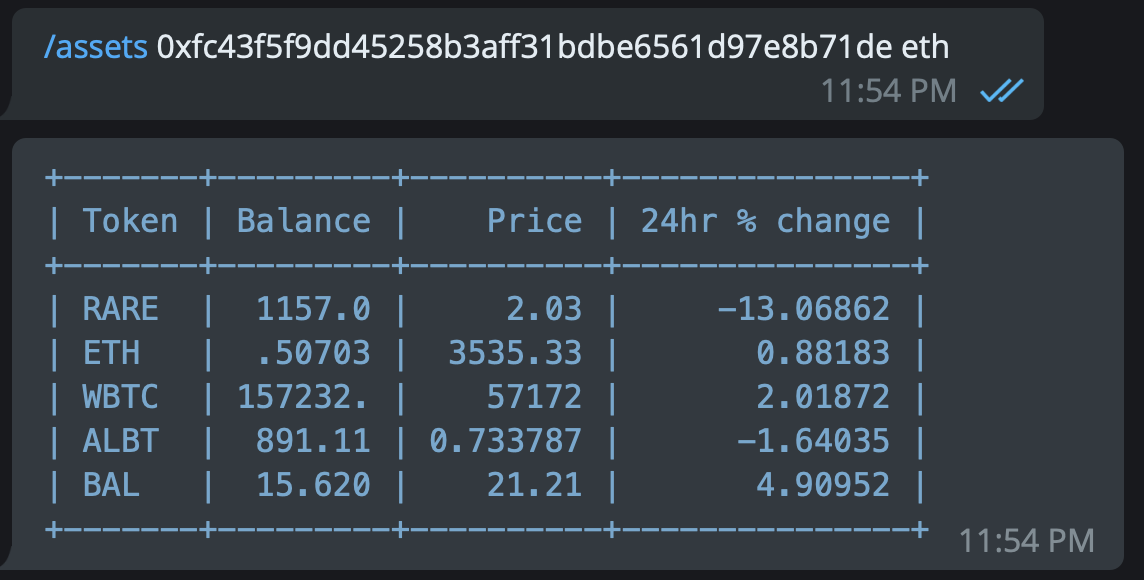 /assets 0xfc43f5f9dd45258b3aff31bdbe6561d97e8b71de eth
11:54 PM
+-------+---------+----------+---------------+
| Token | Balance |    Price | 24hr % change |
+-------+---------+----------+---------------+
| RARE  |  1157.0 |     2.03 |     -13.06862 |
| ETH   |  .50703 |  3535.33 |       0.88183 |
| WBTC  | 157232. |    57172 |       2.01872 |
| ALBT  |  891.11 | 0.733787 |      -1.64035 |
| BAL   |  15.620 |    21.21 |       4.90952 |
+-------+---------+----------+---------------+
11:54 PM